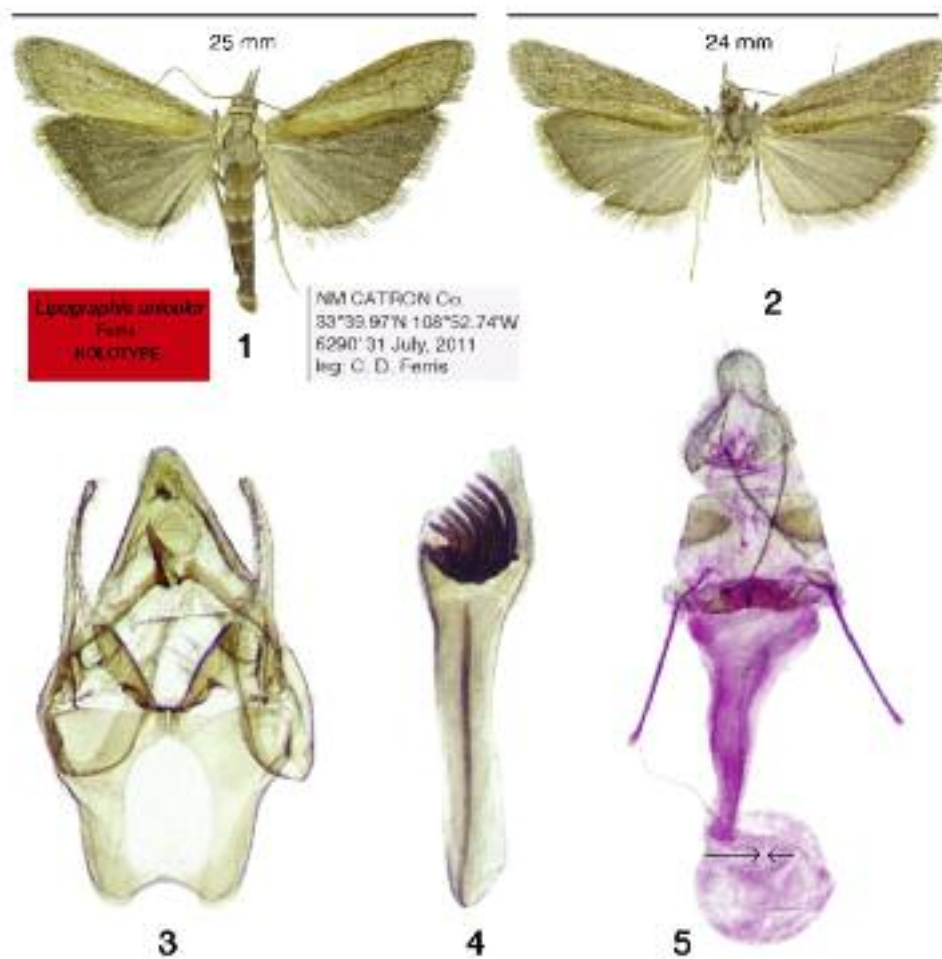 25 mm
24 mm
Lipographis unicolor
Ferris
HOLOTYPE
1
NM CATRON Co.
33°39.97'N 108°52.74'W
6290' 31 July, 2011
leg: C. D. Ferris
2
3
4
5